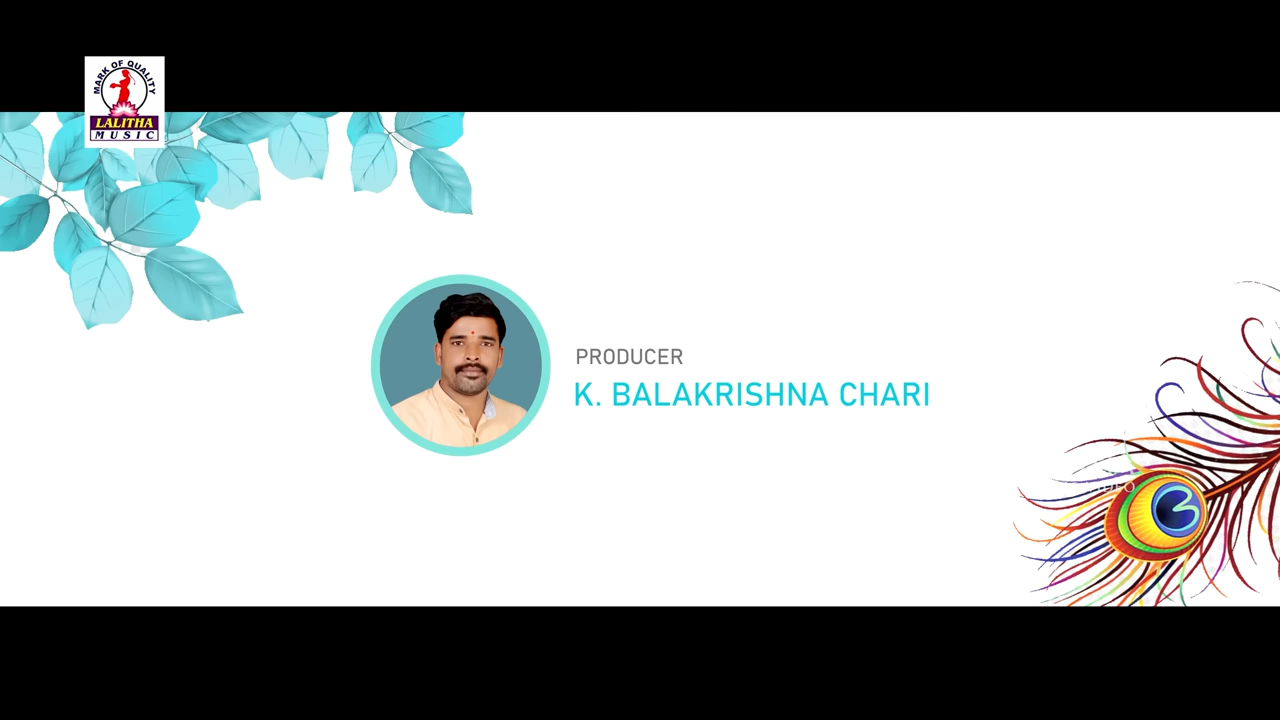 MARK OF QUALITY
LALITHA
MUSIC
PRODUCER
K. BALAKRISHNA CHARI